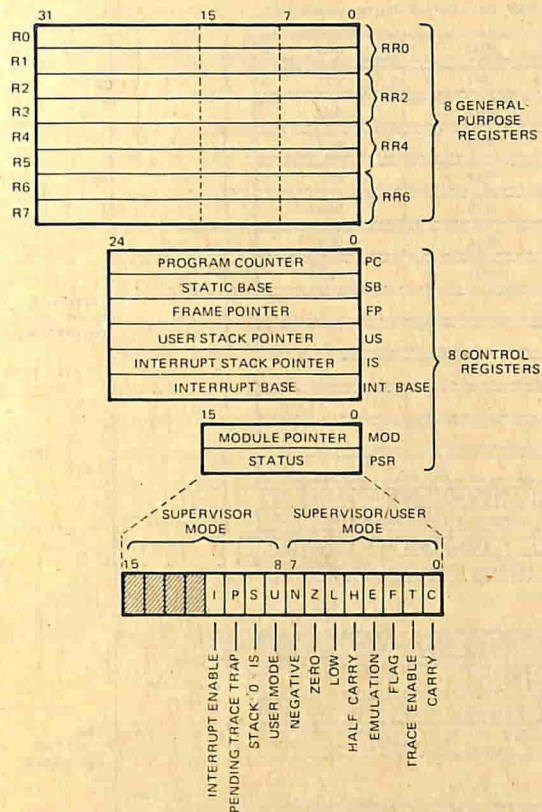 31 15 7 0
R0
R1
RR0
R2
R3
RR2
R4
R5
RR4
R6
R7
RR6
8 GENERAL-
PURPOSE
REGISTERS
24 0
PROGRAM COUNTER PC
STATIC BASE SB
FRAME POINTER FP
USER STACK POINTER US
INTERRUPT STACK POINTER IS
INTERRUPT BASE INT. BASE
8 CONTROL
REGISTERS
15 0
MODULE POINTER MOD
STATUS PSR
SUPERVISOR
MODE
SUPERVISOR/USER
MODE
15 8 7 0
I P S U N Z L H E F T C
INTERRUPT ENABLE
PENDING TRACE TRAP
STACK '0 = IS
USER MODE
NEGATIVE
ZERO
LOW
HALF CARRY
EMULATION
FLAG
TRACE ENABLE
CARRY